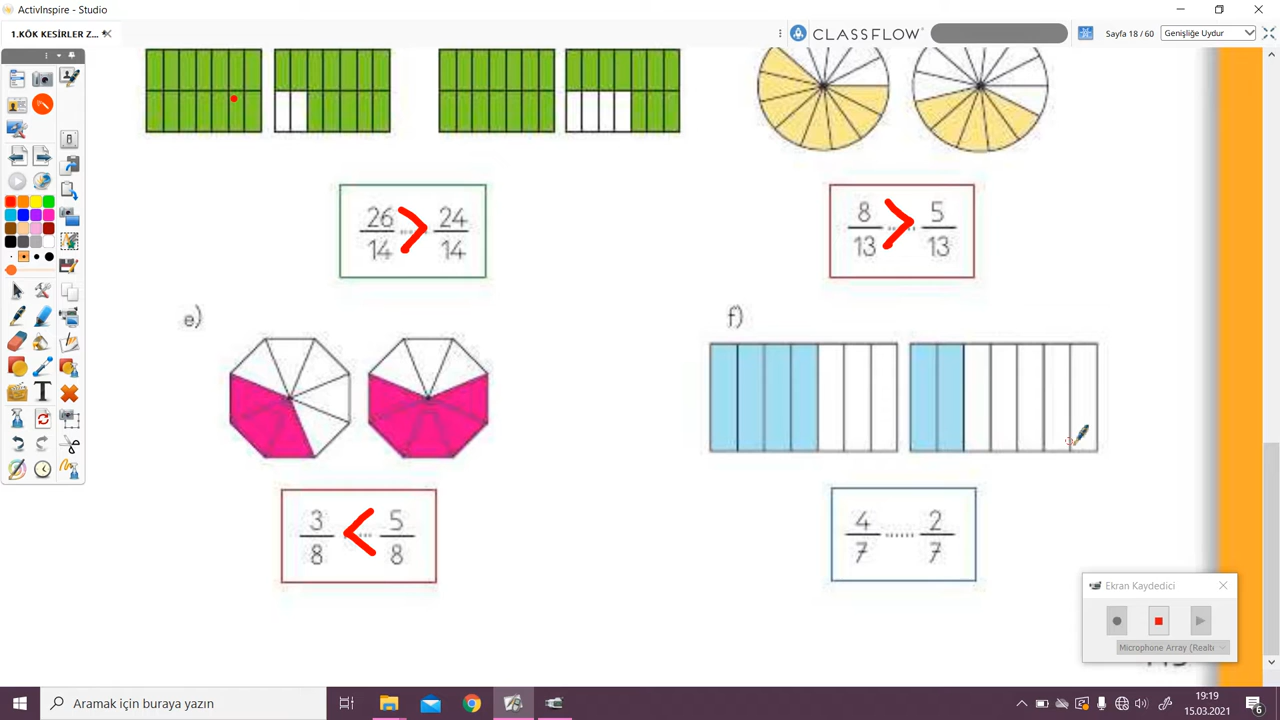 ActivInspire - Studio
1.KÖK KESİRLER Z...
CLASSFLOW
Sayfa 18 / 60
Genişliğe Uydur
26 > 24
14 14
8 > 5
13 13
e)
f)
3 < 5
8 8
4 ...... 2
7 7
Ekran Kaydedici
Microphone Array (Realte
Aramak için buraya yazın
19:19
15.03.2021
6